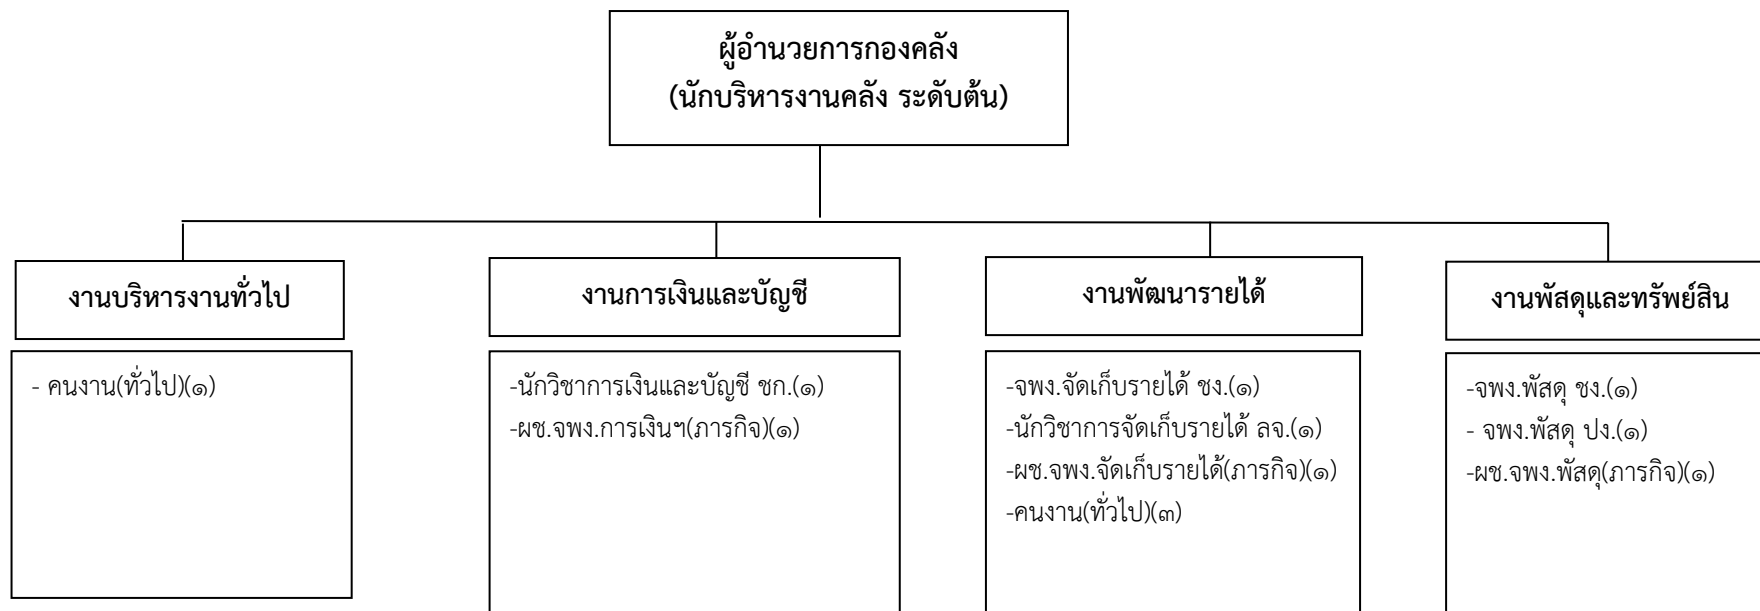 ผู้อำนวยการกองคลัง
(นักบริหารงานคลัง ระดับต้น)
งานบริหารงานทั่วไป
- คนงาน(ทั่วไป)(๑)
งานการเงินและบัญชี
-นักวิชาการเงินและบัญชี ชก.(๑)
-ผช.จพง.การเงินฯ(ภารกิจ)(๑)
งานพัฒนารายได้
-จพง.จัดเก็บรายได้ ชง.(๑)
-นักวิชาการจัดเก็บรายได้ ลจ.(๑)
-ผช.จพง.จัดเก็บรายได้(ภารกิจ)(๑)
-คนงาน(ทั่วไป)(๓)
งานพัสดุและทรัพย์สิน
-จพง.พัสดุ ชง.(๑)
- จพง.พัสดุ ปง.(๑)
-ผช.จพง.พัสดุ(ภารกิจ)(๑)